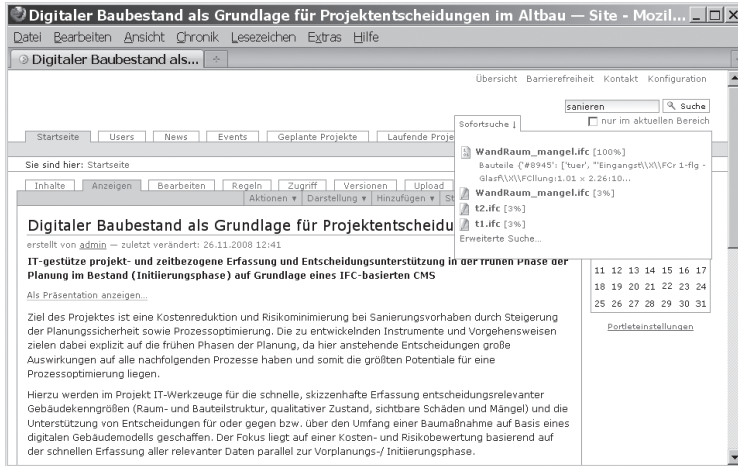 Digitaler Baubestand als Grundlage für Projektentscheidungen im Altbau — Site - Mozil...
Datei Bearbeiten Ansicht Chronik Lesezeichen Extras Hilfe
Digitaler Baubestand als...
Übersicht Barrierefreiheit Kontakt Konfiguration
sanieren Suche
nur im aktuellen Bereich
Sofortsuche ↓
Startseite Users News Events Geplante Projekte Laufende Proje
WandRaum_mangel.ifc [100%]
Bauteile {'#8945': ['tuer', "'Eingangst\\X\\FCr 1-flg -
Glasf\\X\\FCllung:1.01 × 2.26:10...
WandRaum_mangel.ifc [3%]
t2.ifc [3%]
t1.ifc [3%]
Erweiterte Suche...
Sie sind hier: Startseite
Inhalte Anzeigen Bearbeiten Regeln Zugriff Versionen Upload
Aktionen ▾ Darstellung ▾ Hinzufügen ▾ St
Digitaler Baubestand als Grundlage für Projektentscheidu
erstellt von admin — zuletzt verändert: 26.11.2008 12:41
IT-gestütze projekt- und zeitbezogene Erfassung und Entscheidungsunterstützung in der frühen Phase der
Planung im Bestand (Initiierungsphase) auf Grundlage eines IFC-basierten CMS
Als Präsentation anzeigen...
11 12 13 14 15 16 17
18 19 20 21 22 23 24
25 26 27 28 29 30 31
Portleteinstellungen
Ziel des Projektes ist eine Kostenreduktion und Risikominimierung bei Sanierungsvorhaben durch Steigerung
der Planungssicherheit sowie Prozessoptimierung. Die zu entwickelnden Instrumente und Vorgehensweisen
zielen dabei explizit auf die frühen Phasen der Planung, da hier anstehende Entscheidungen große
Auswirkungen auf alle nachfolgenden Prozesse haben und somit die größten Potentiale für eine
Prozessoptimierung liegen.
Hierzu werden im Projekt IT-Werkzeuge für die schnelle, skizzenhafte Erfassung entscheidungsrelevanter
Gebäudekenngrößen (Raum- und Bauteilstruktur, qualitativer Zustand, sichtbare Schäden und Mängel) und die
Unterstützung von Entscheidungen für oder gegen bzw. über den Umfang einer Baumaßnahme auf Basis eines
digitalen Gebäudemodells geschaffen. Der Fokus liegt auf einer Kosten- und Risikobewertung basierend auf
der schnellen Erfassung aller relevanter Daten parallel zur Vorplanungs-/ Initiierungsphase.